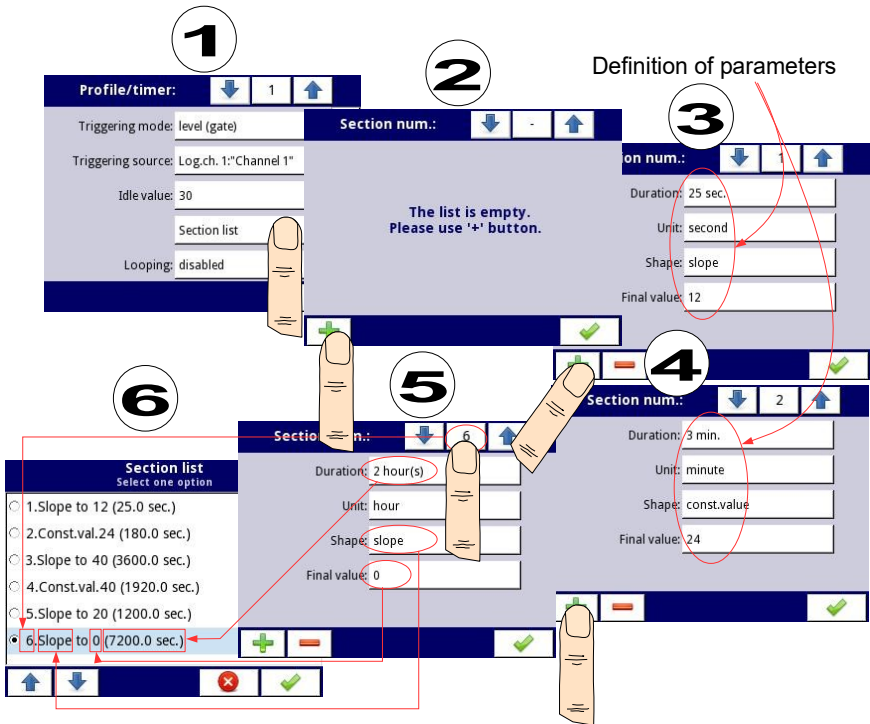 1
Profile/timer: 1
Triggering mode: level (gate)
Triggering source: Log.ch. 1:"Channel 1"
Idle value: 30
Section list
Looping: disabled
2
Section num.: -
The list is empty.
Please use '+' button.
Definition of parameters
3
ion num.: 1
Duration: 25 sec.
Unit: second
Shape: slope
Final value: 12
4
Section num.: 2
Duration: 3 min.
Unit: minute
Shape: const.value
Final value: 24
5
Section num.: 6
Duration: 2 hour(s)
Unit: hour
Shape: slope
Final value: 0
6
Section list
Select one option
1.Slope to 12 (25.0 sec.)
2.Const.val.24 (180.0 sec.)
3.Slope to 40 (3600.0 sec.)
4.Const.val.40 (1920.0 sec.)
5.Slope to 20 (1200.0 sec.)
6.Slope to 0 (7200.0 sec.)